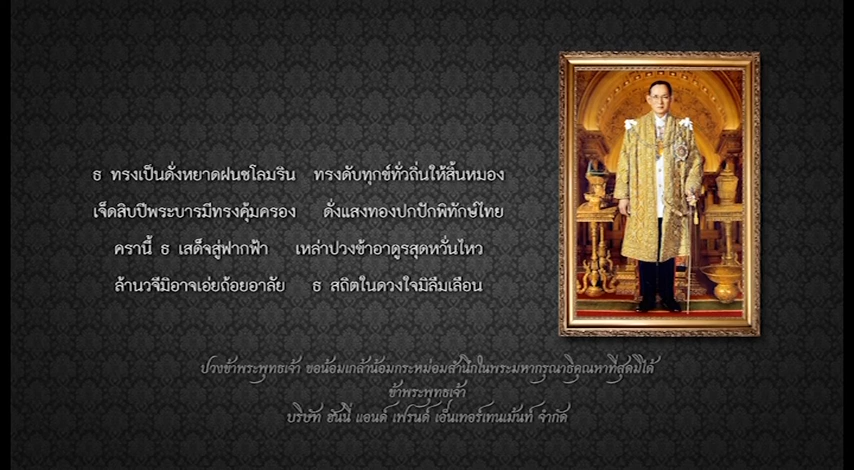 ธ ทรงเป็นดั่งหยาดฝนชโลมริน ทรงดับทุกข์ทั่วถิ่นให้สิ้นหมอง
เจ็ดสิบปีพระบารมีทรงคุ้มครอง ดั่งแสงทองปกปักพิทักษ์ไทย
ครานี้ ธ เสด็จสู่ฟากฟ้า เหล่าปวงข้าอาดูรสุดหวั่นไหว
ล้านวจีมิอาจเอ่ยถ้อยอาลัย ธ สถิตในดวงใจมิลืมเลือน
ปวงข้าพระพุทธเจ้า ขอน้อมเกล้าน้อมกระหม่อมสำนึกในพระมหากรุณาธิคุณหาที่สุดมิได้
ข้าพระพุทธเจ้า
บริษัท ฮันนี่ แอนด์ เฟรนด์ เอ็นเทอร์เทนเม้นท์ จำกัด